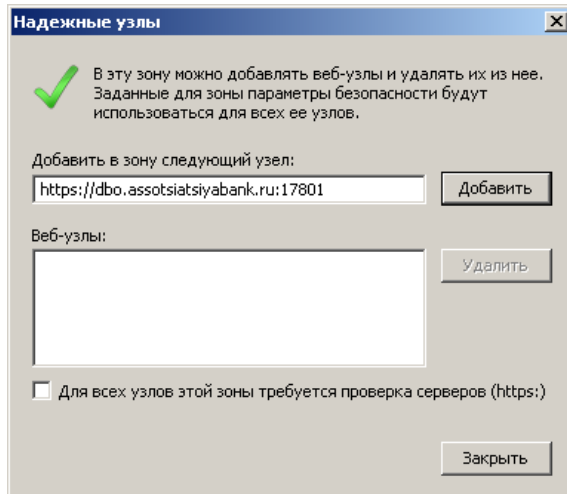 Надежные узлы
В эту зону можно добавлять веб-узлы и удалять их из нее.
Заданные для зоны параметры безопасности будут
использоваться для всех ее узлов.
Добавить в зону следующий узел:
https://dbo.assotsiatsiyabank.ru:17801
Добавить
Веб-узлы:
Удалить
Для всех узлов этой зоны требуется проверка серверов (https:)
Закрыть